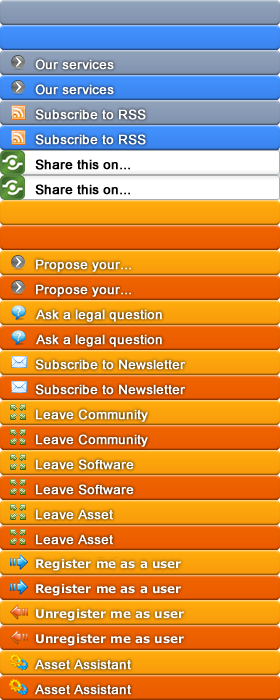 Our services
Our services
Subscribe to RSS
Subscribe to RSS
Share this on...
Share this on...
Propose your...
Propose your...
Ask a legal question
Ask a legal question
Subscribe to Newsletter
Subscribe to Newsletter
Leave Community
Leave Community
Leave Software
Leave Software
Leave Asset
Leave Asset
Register me as a user
Register me as a user
Unregister me as user
Unregister me as user
Asset Assistant
Asset Assistant